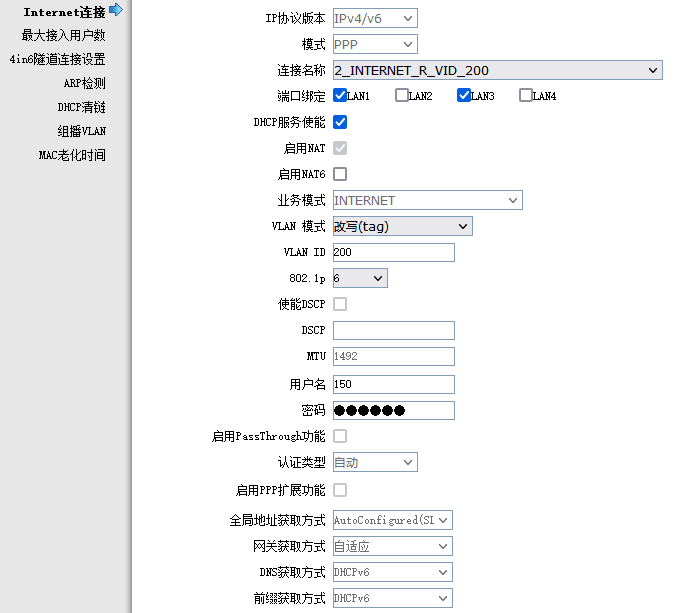 Internet连接
最大接入用户数
4in6隧道连接设置
ARP检测
DHCP清链
组播VLAN
MAC老化时间
IP协议版本 IPv4/v6
模式 PPP
连接名称 2_INTERNET_R_VID_200
端口绑定 LAN1 LAN2 LAN3 LAN4
DHCP服务使能
启用NAT
启用NAT6
业务模式 INTERNET
VLAN 模式 改写(tag)
VLAN ID 200
802.1p 6
使能DSCP
DSCP
MTU 1492
用户名 150
密码 ●●●●●●
启用PassThrough功能
认证类型 自动
启用PPP扩展功能
全局地址获取方式 AutoConfigured(SL
网关获取方式 自适应
DNS获取方式 DHCPv6
前缀获取方式 DHCPv6